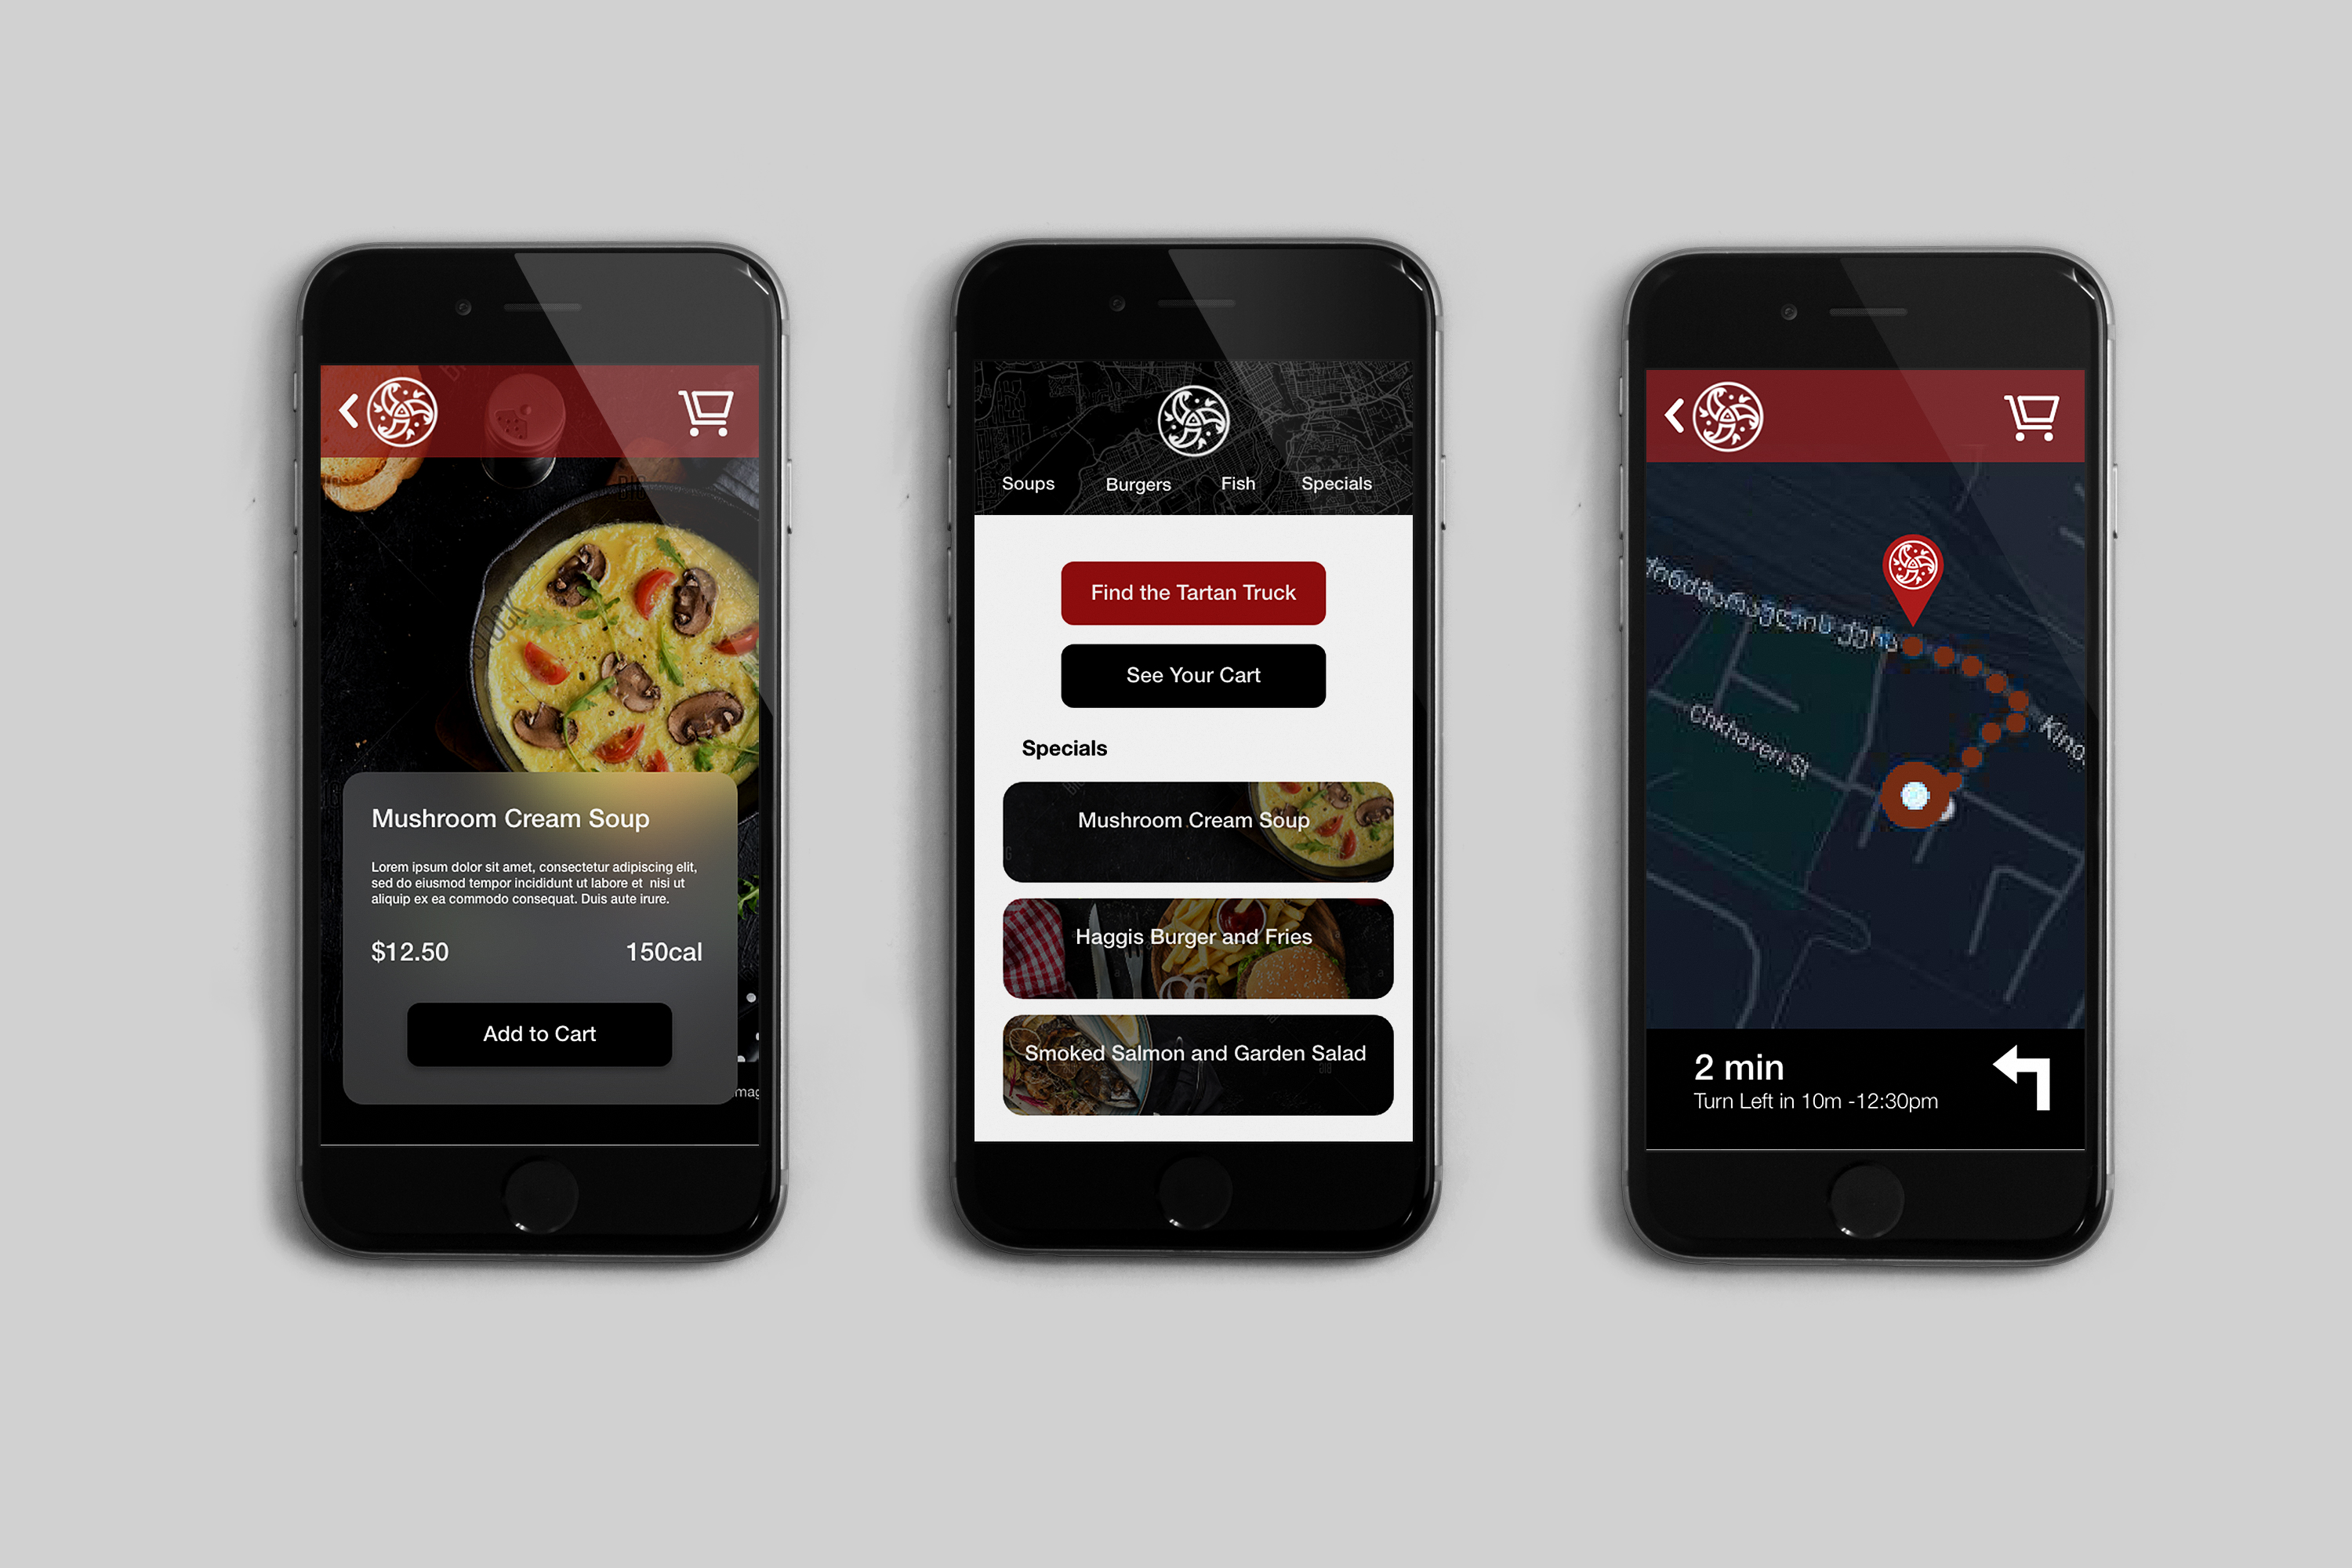 Mushroom Cream Soup
Lorem ipsum dolor sit amet, consectetur adipiscing elit,
sed do eiusmod tempor incididunt ut labore et nisi ut
aliquip ex ea commodo consequat. Duis aute irure.
$12.50
150cal
Add to Cart
STOCK
BIG
Soups
Burgers
Fish
Specials
Find the Tartan Truck
See Your Cart
Specials
Mushroom Cream Soup
Haggis Burger and Fries
Smoked Salmon and Garden Salad
King
2 min
Turn Left in 10m -12:30pm